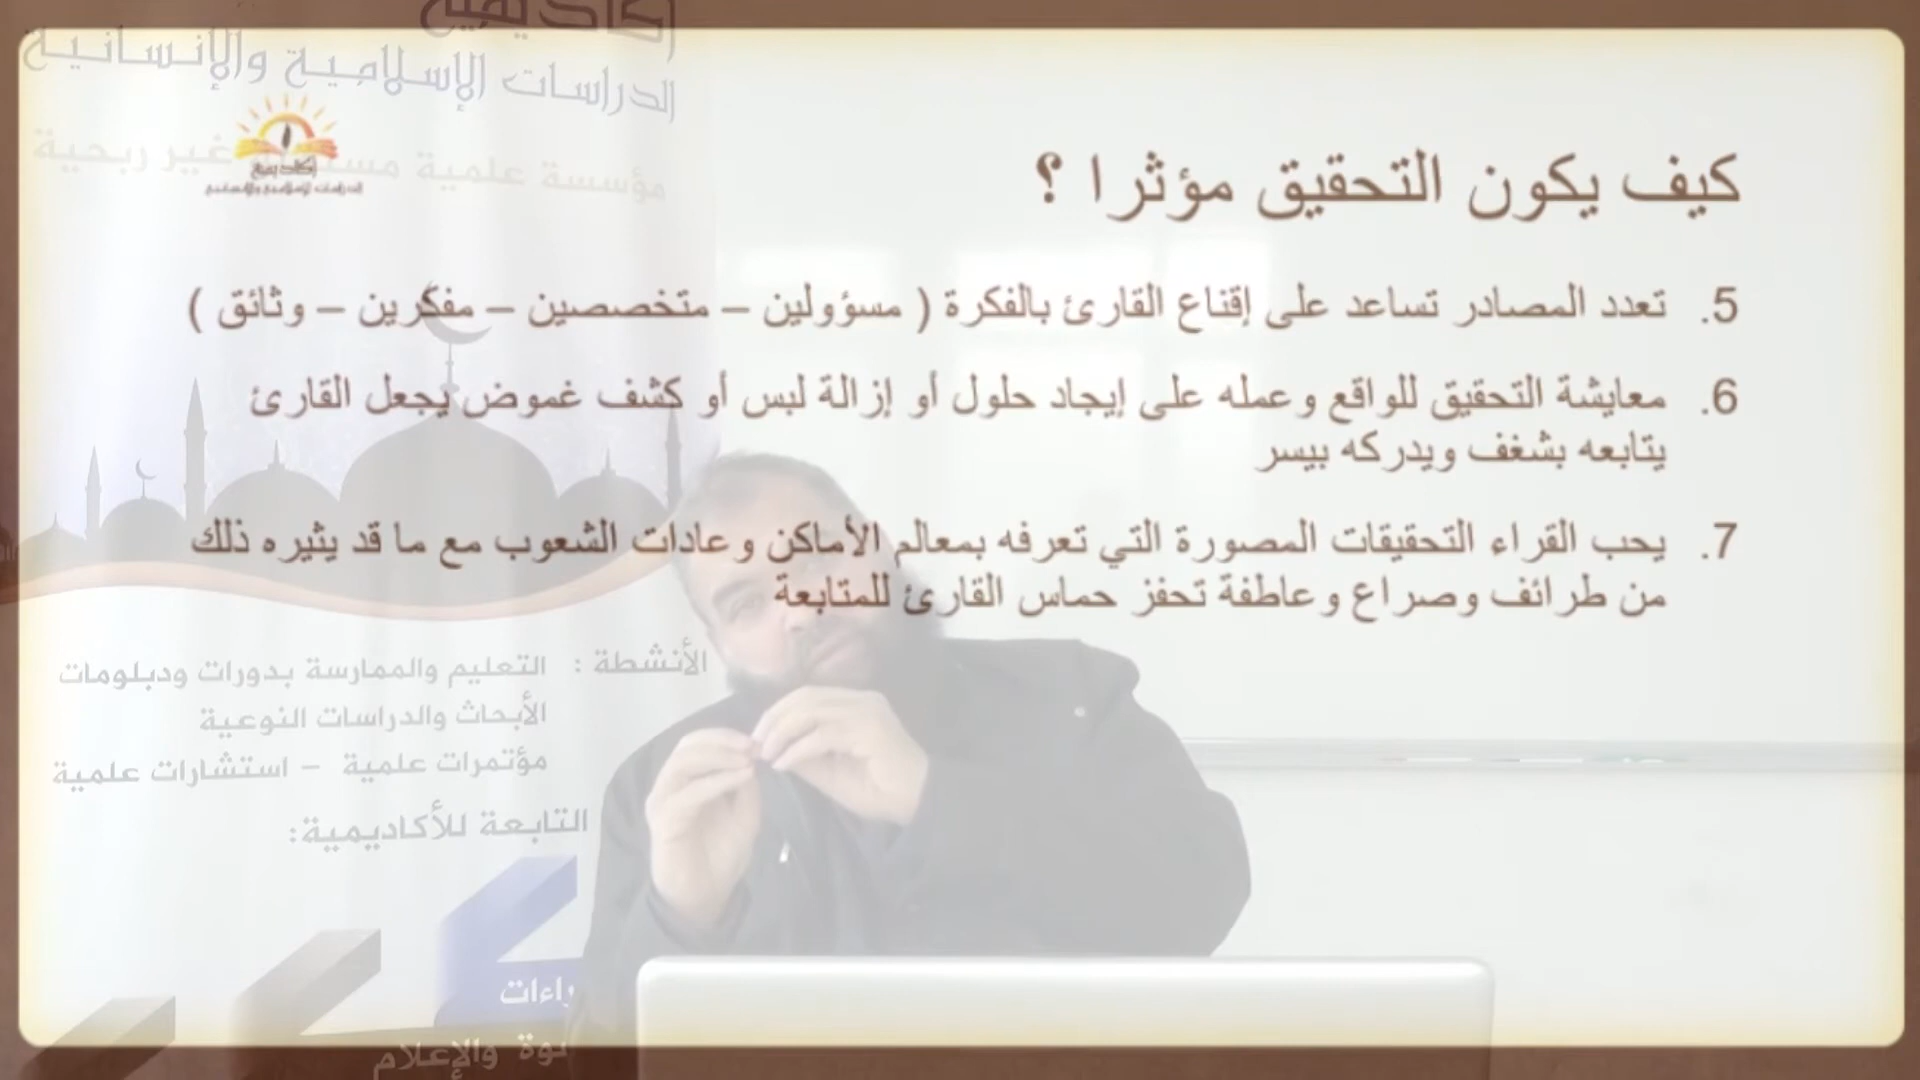 كيف يكون التحقيق مؤثرا ؟
5. تعدد المصادر تساعد على إقناع القارئ بالفكرة ( مسؤولين – متخصصين – مفكرين – وثائق )
6. معايشة التحقيق للواقع وعمله على إيجاد حلول أو إزالة لبس أو كشف غموض يجعل القارئ
يتابعه بشغف ويدركه بيسر
7. يحب القراء التحقيقات المصورة التي تعرفه بمعالم الأماكن وعادات الشعوب مع ما قد يثيره ذلك
من طرائف وصراع وعاطفة تحفز حماس القارئ للمتابعة
أكاديمية
الدراسات الإسلامية والإنسانية
مؤسسة علمية غير ربحية
أكاديمية
الدراسات الإسلامية والإنسانية
الأنشطة : التعليم والممارسة بدورات ودبلومات
الأبحاث والدراسات النوعية
مؤتمرات علمية – استشارات علمية
التابعة للأكاديمية:
والإعلام